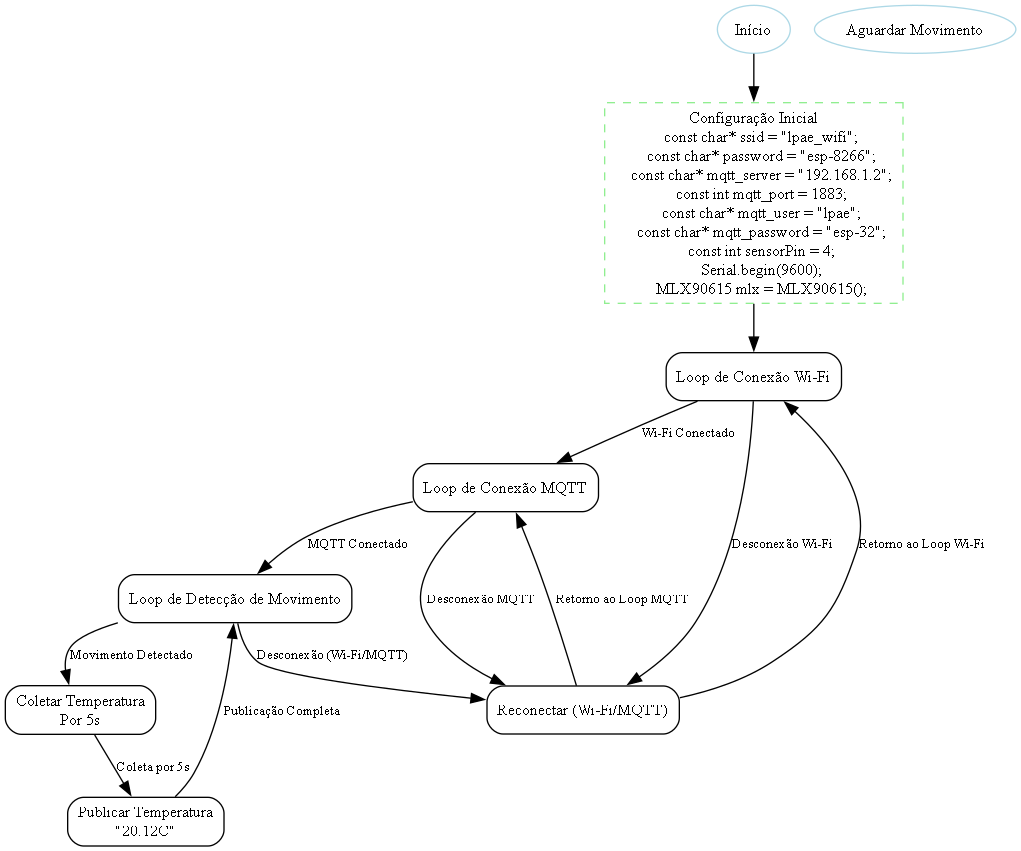 Início
Aguardar Movimento
Configuração Inicial
const char* ssid = "lpae_wifi";
const char* password = "esp-8266";
const char* mqtt_server = "192.168.1.2";
const int mqtt_port = 1883;
const char* mqtt_user = "lpae";
const char* mqtt_password = "esp-32";
const int sensorPin = 4;
Serial.begin(9600);
MLX90615 mlx = MLX90615();
Loop de Conexão Wi-Fi
Wi-Fi Conectado
Loop de Conexão MQTT
MQTT Conectado
Desconexão Wi-Fi
Retorno ao Loop Wi-Fi
Loop de Detecção de Movimento
Desconexão MQTT
Retorno ao Loop MQTT
Movimento Detectado
Desconexão (Wi-Fi/MQTT)
Coletar Temperatura
Por 5s
Publicação Completa
Reconectar (Wi-Fi/MQTT)
Coleta por 5s
Publicar Temperatura
"20.12C"